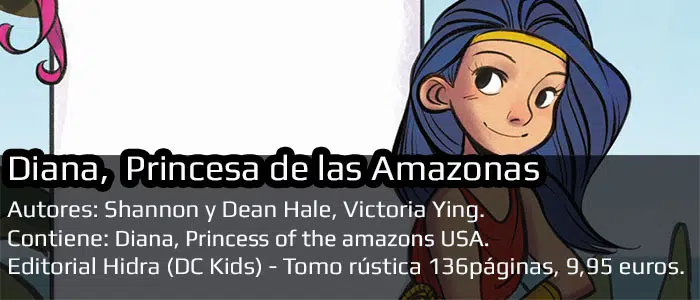 Diana, Princesa de las Amazonas
Autores: Shannon y Dean Hale, Victoria Ying.
Contiene: Diana, Princess of the amazons USA.
Editorial Hidra (DC Kids) - Tomo rústica 136páginas, 9,95 euros.